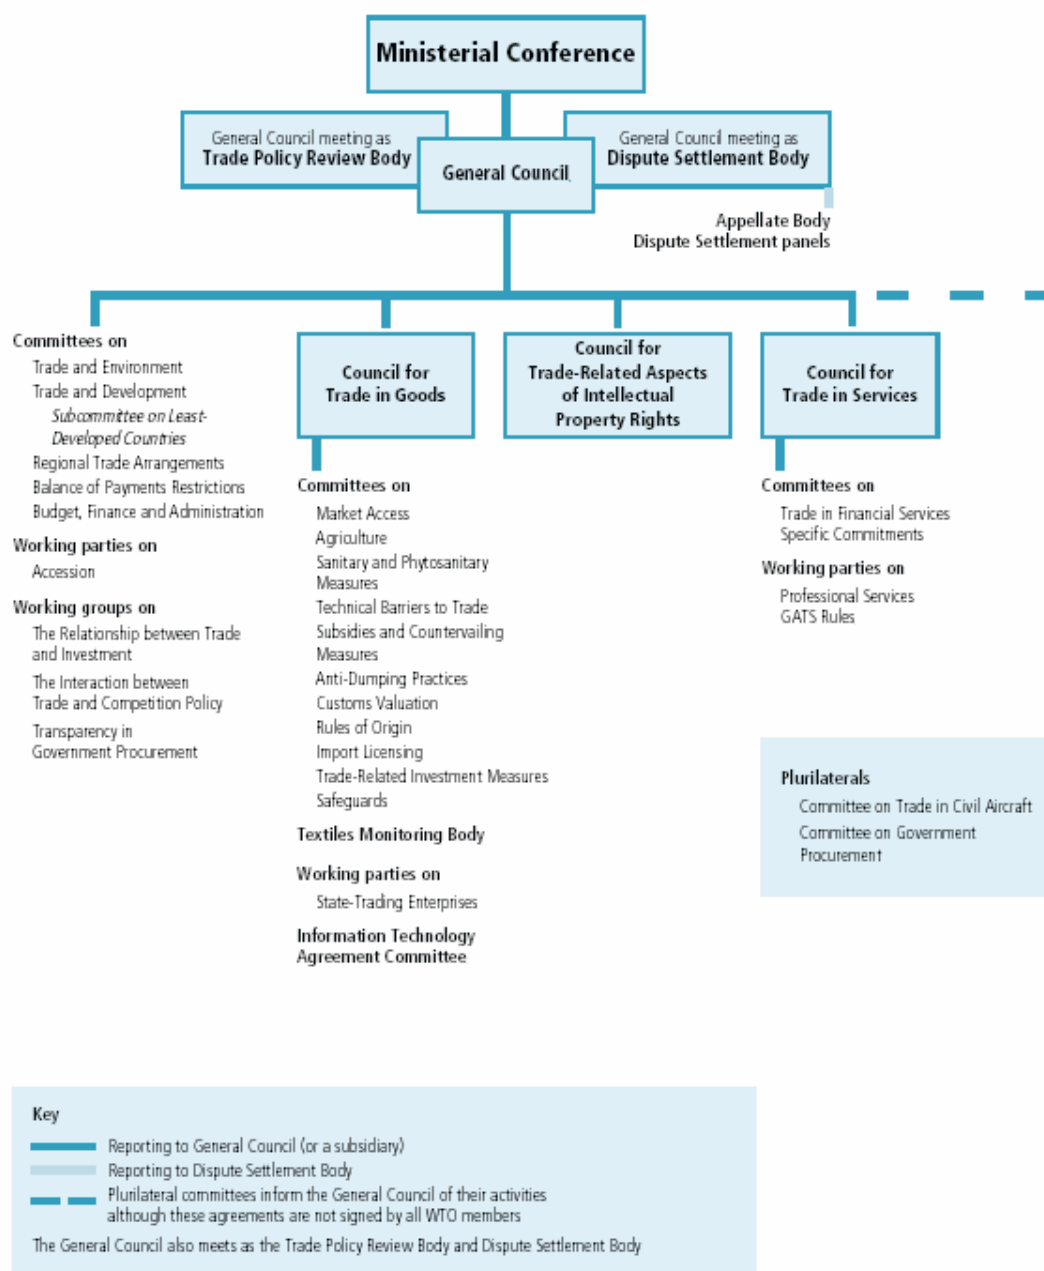 Ministerial Conference
General Council meeting as
Trade Policy Review Body
General Council meeting as
Dispute Settlement Body
General Council
Appellate Body
Dispute Settlement panels
Committees on
Trade and Environment
Trade and Development
Subcommittee on Least-
Developed Countries
Regional Trade Arrangements
Balance of Payments Restrictions
Budget, Finance and Administration
Working parties on
Accession
Working groups on
The Relationship between Trade
and Investment
The Interaction between
Trade and Competition Policy
Transparency in
Government Procurement
Council for
Trade in Goods
Committees on
Market Access
Agriculture
Sanitary and Phytosanitary
Measures
Technical Barriers to Trade
Subsidies and Countervailing
Measures
Anti-Dumping Practices
Customs Valuation
Rules of Origin
Import Licensing
Trade-Related Investment Measures
Safeguards
Textiles Monitoring Body
Working parties on
State-Trading Enterprises
Information Technology
Agreement Committee
Council for
Trade-Related Aspects
of Intellectual
Property Rights
Council for
Trade in Services
Committees on
Trade in Financial Services
Specific Commitments
Working parties on
Professional Services
GATS Rules
Plurilaterals
Committee on Trade in Civil Aircraft
Committee on Government
Procurement
Key
Reporting to General Council (or a subsidiary)
Reporting to Dispute Settlement Body
Plurilateral committees inform the General Council of their activities
although these agreements are not signed by all WTO members
The General Council also meets as the Trade Policy Review Body and Dispute Settlement Body